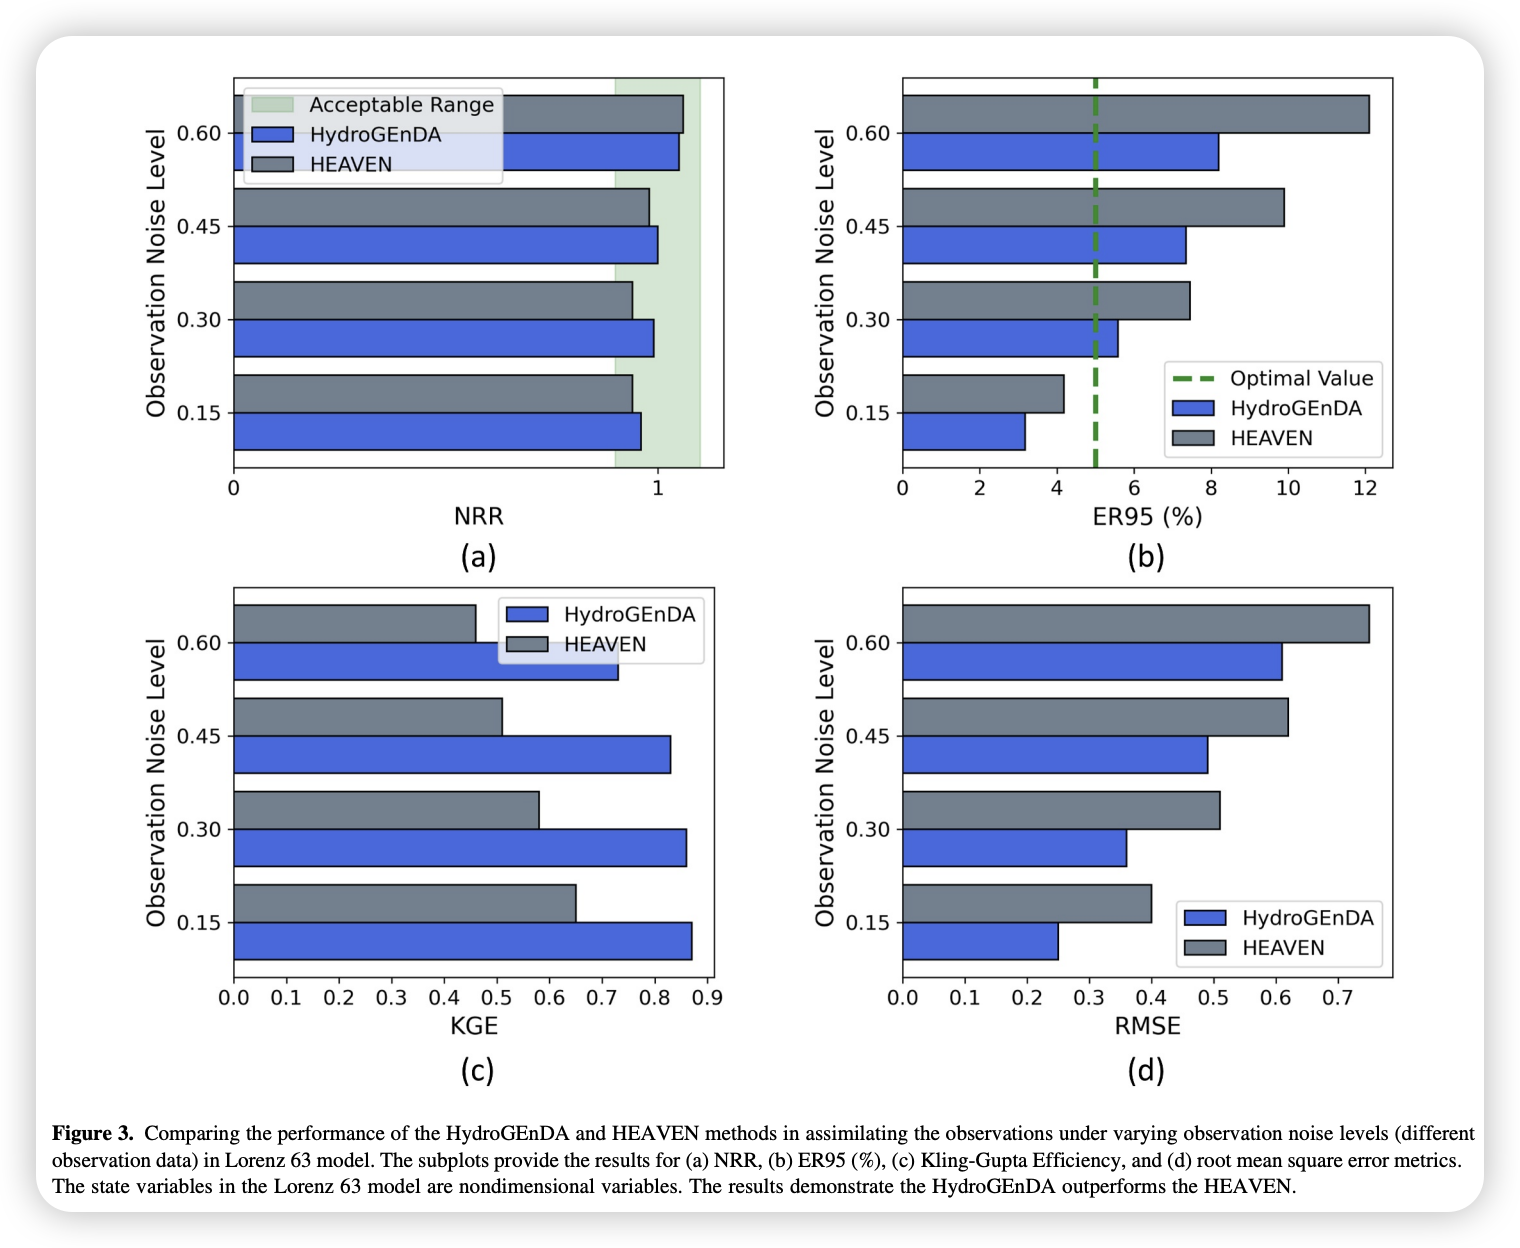 Observation Noise Level
0.60
0.45
0.30
0.15
Acceptable Range
HydroGEnDA
HEAVEN
0 1
NRR
(a)
Observation Noise Level
0.60
0.45
0.30
0.15
Optimal Value
HydroGEnDA
HEAVEN
0 2 4 6 8 10 12
ER95 (%)
(b)
Observation Noise Level
0.60
0.45
0.30
0.15
HydroGEnDA
HEAVEN
0.0 0.1 0.2 0.3 0.4 0.5 0.6 0.7 0.8 0.9
KGE
(c)
Observation Noise Level
0.60
0.45
0.30
0.15
HydroGEnDA
HEAVEN
0.0 0.1 0.2 0.3 0.4 0.5 0.6 0.7
RMSE
(d)
Figure 3. Comparing the performance of the HydroGEnDA and HEAVEN methods in assimilating the observations under varying observation noise levels (different
observation data) in Lorenz 63 model. The subplots provide the results for (a) NRR, (b) ER95 (%), (c) Kling-Gupta Efficiency, and (d) root mean square error metrics.
The state variables in the Lorenz 63 model are nondimensional variables. The results demonstrate the HydroGEnDA outperforms the HEAVEN.